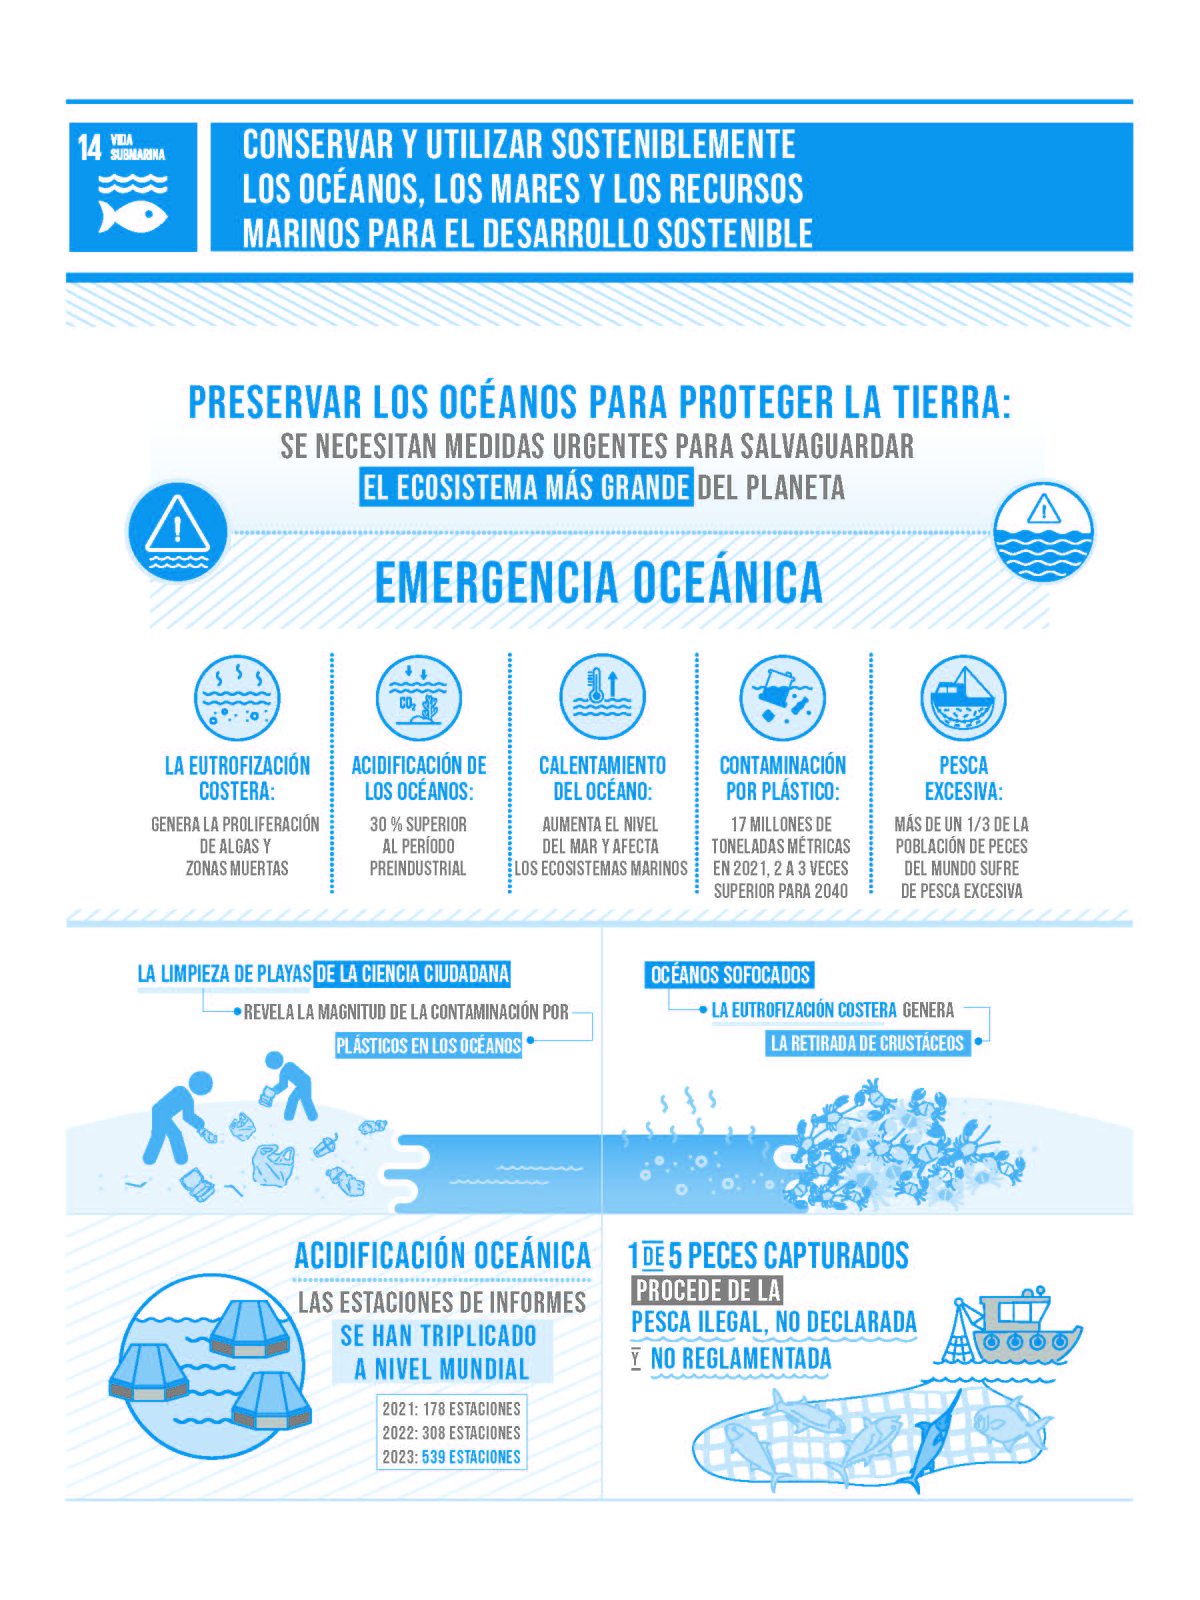 14 VIDA
SUBMARINA
CONSERVAR Y UTILIZAR SOSTENIBLEMENTE
LOS OCÉANOS, LOS MARES Y LOS RECURSOS
MARINOS PARA EL DESARROLLO SOSTENIBLE
PRESERVAR LOS OCÉANOS PARA PROTEGER LA TIERRA:
SE NECESITAN MEDIDAS URGENTES PARA SALVAGUARDAR
EL ECOSISTEMA MÁS GRANDE DEL PLANETA
EMERGENCIA OCEÁNICA
LA EUTROFIZACIÓN
COSTERA:
GENERA LA PROLIFERACIÓN
DE ALGAS Y
ZONAS MUERTAS
CO₂
ACIDIFICACIÓN DE
LOS OCÉANOS:
30 % SUPERIOR
AL PERÍODO
PREINDUSTRIAL
CALENTAMIENTO
DEL OCÉANO:
AUMENTA EL NIVEL
DEL MAR Y AFECTA
LOS ECOSISTEMAS MARINOS
CONTAMINACIÓN
POR PLÁSTICO:
17 MILLONES DE
TONELADAS MÉTRICAS
EN 2021, 2 A 3 VECES
SUPERIOR PARA 2040
PESCA
EXCESIVA:
MÁS DE UN 1/3 DE LA
POBLACIÓN DE PECES
DEL MUNDO SUFRE
DE PESCA EXCESIVA
LA LIMPIEZA DE PLAYAS DE LA CIENCIA CIUDADANA
REVELA LA MAGNITUD DE LA CONTAMINACIÓN POR
PLÁSTICOS EN LOS OCÉANOS
OCÉANOS SOFOCADOS
LA EUTROFIZACIÓN COSTERA GENERA
LA RETIRADA DE CRUSTÁCEOS
ACIDIFICACIÓN OCEÁNICA
LAS ESTACIONES DE INFORMES
SE HAN TRIPLICADO
A NIVEL MUNDIAL
2021: 178 ESTACIONES
2022: 308 ESTACIONES
2023: 539 ESTACIONES
1 DE 5 PECES CAPTURADOS
PROCEDE DE LA
PESCA ILEGAL, NO DECLARADA
Y NO REGLAMENTADA